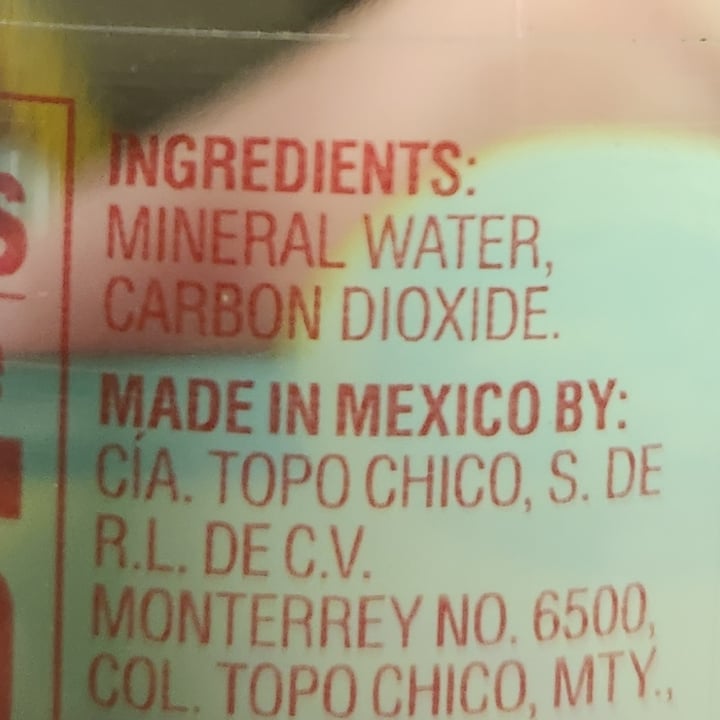 INGREDIENTS:
MINERAL WATER,
CARBON DIOXIDE.
MADE IN MEXICO BY:
CÍA. TOPO CHICO, S. DE
R.L. DE C.V.
MONTERREY NO. 6500,
COL. TOPO CHICO, MTY.,